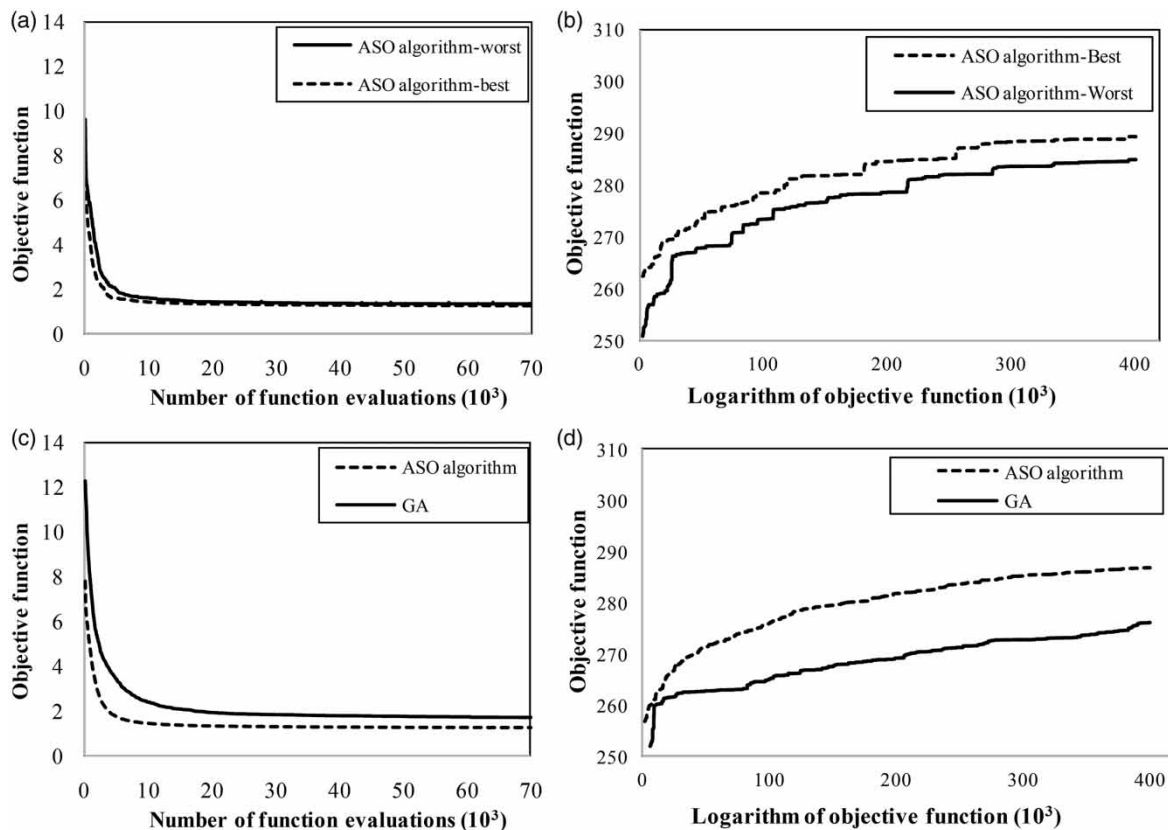 (a)
14
12
10
8
6
4
2
0
Objective function
ASO algorithm-worst
ASO algorithm-best
0 10 20 30 40 50 60 70
Number of function evaluations (10³)
(b)
310
300
290
280
270
260
250
Objective function
ASO algorithm-Best
ASO algorithm-Worst
0 100 200 300 400
Logarithm of objective function (10³)
(c)
14
12
10
8
6
4
2
0
Objective function
ASO algorithm
GA
0 10 20 30 40 50 60 70
Number of function evaluations (10³)
(d)
310
300
290
280
270
260
250
Objective function
ASO algorithm
GA
0 100 200 300 400
Logarithm of objective function (10³)